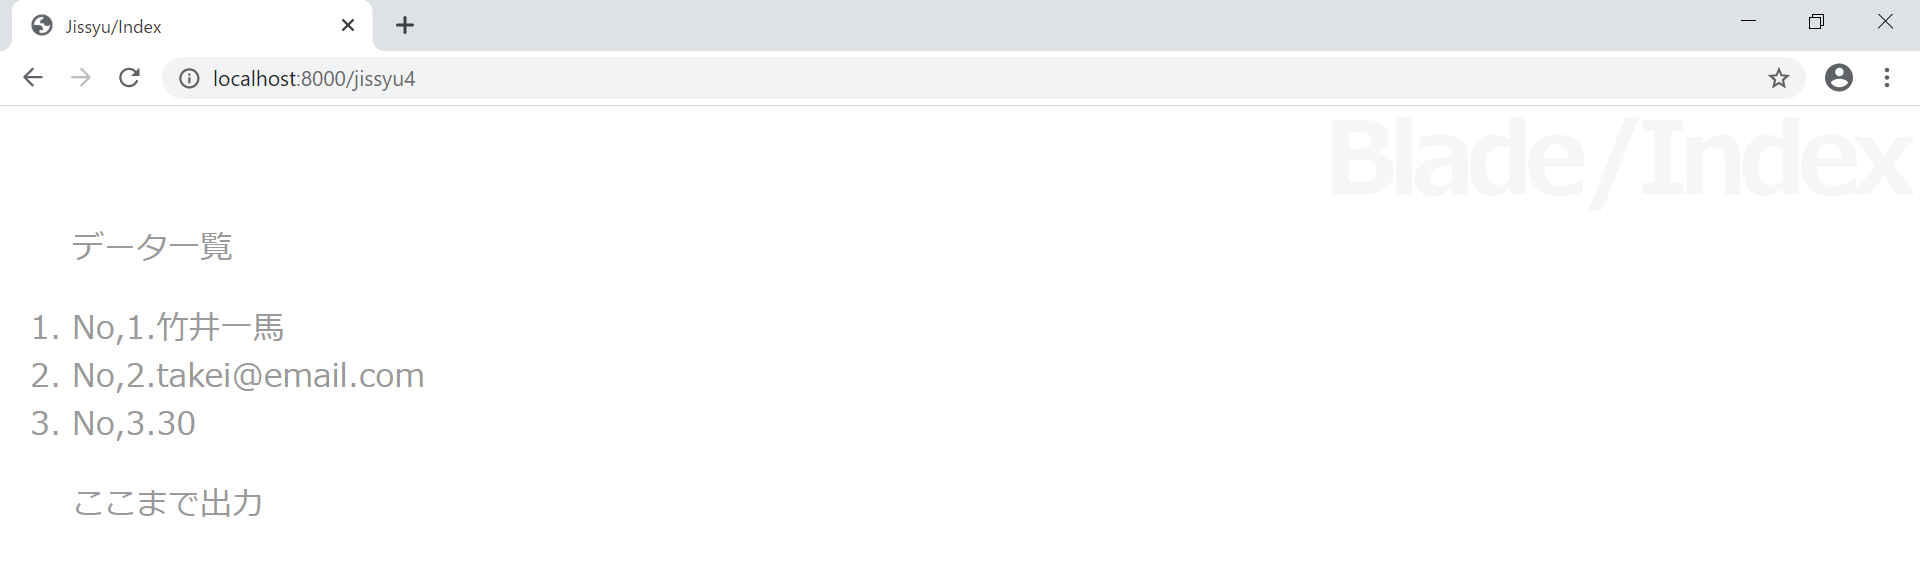 Jissyu/Index
localhost:8000/jissyu4
Blade/Index
データ一覧
1. No,1.竹井一馬
2. No,2.takei@email.com
3. No,3.30
ここまで出力